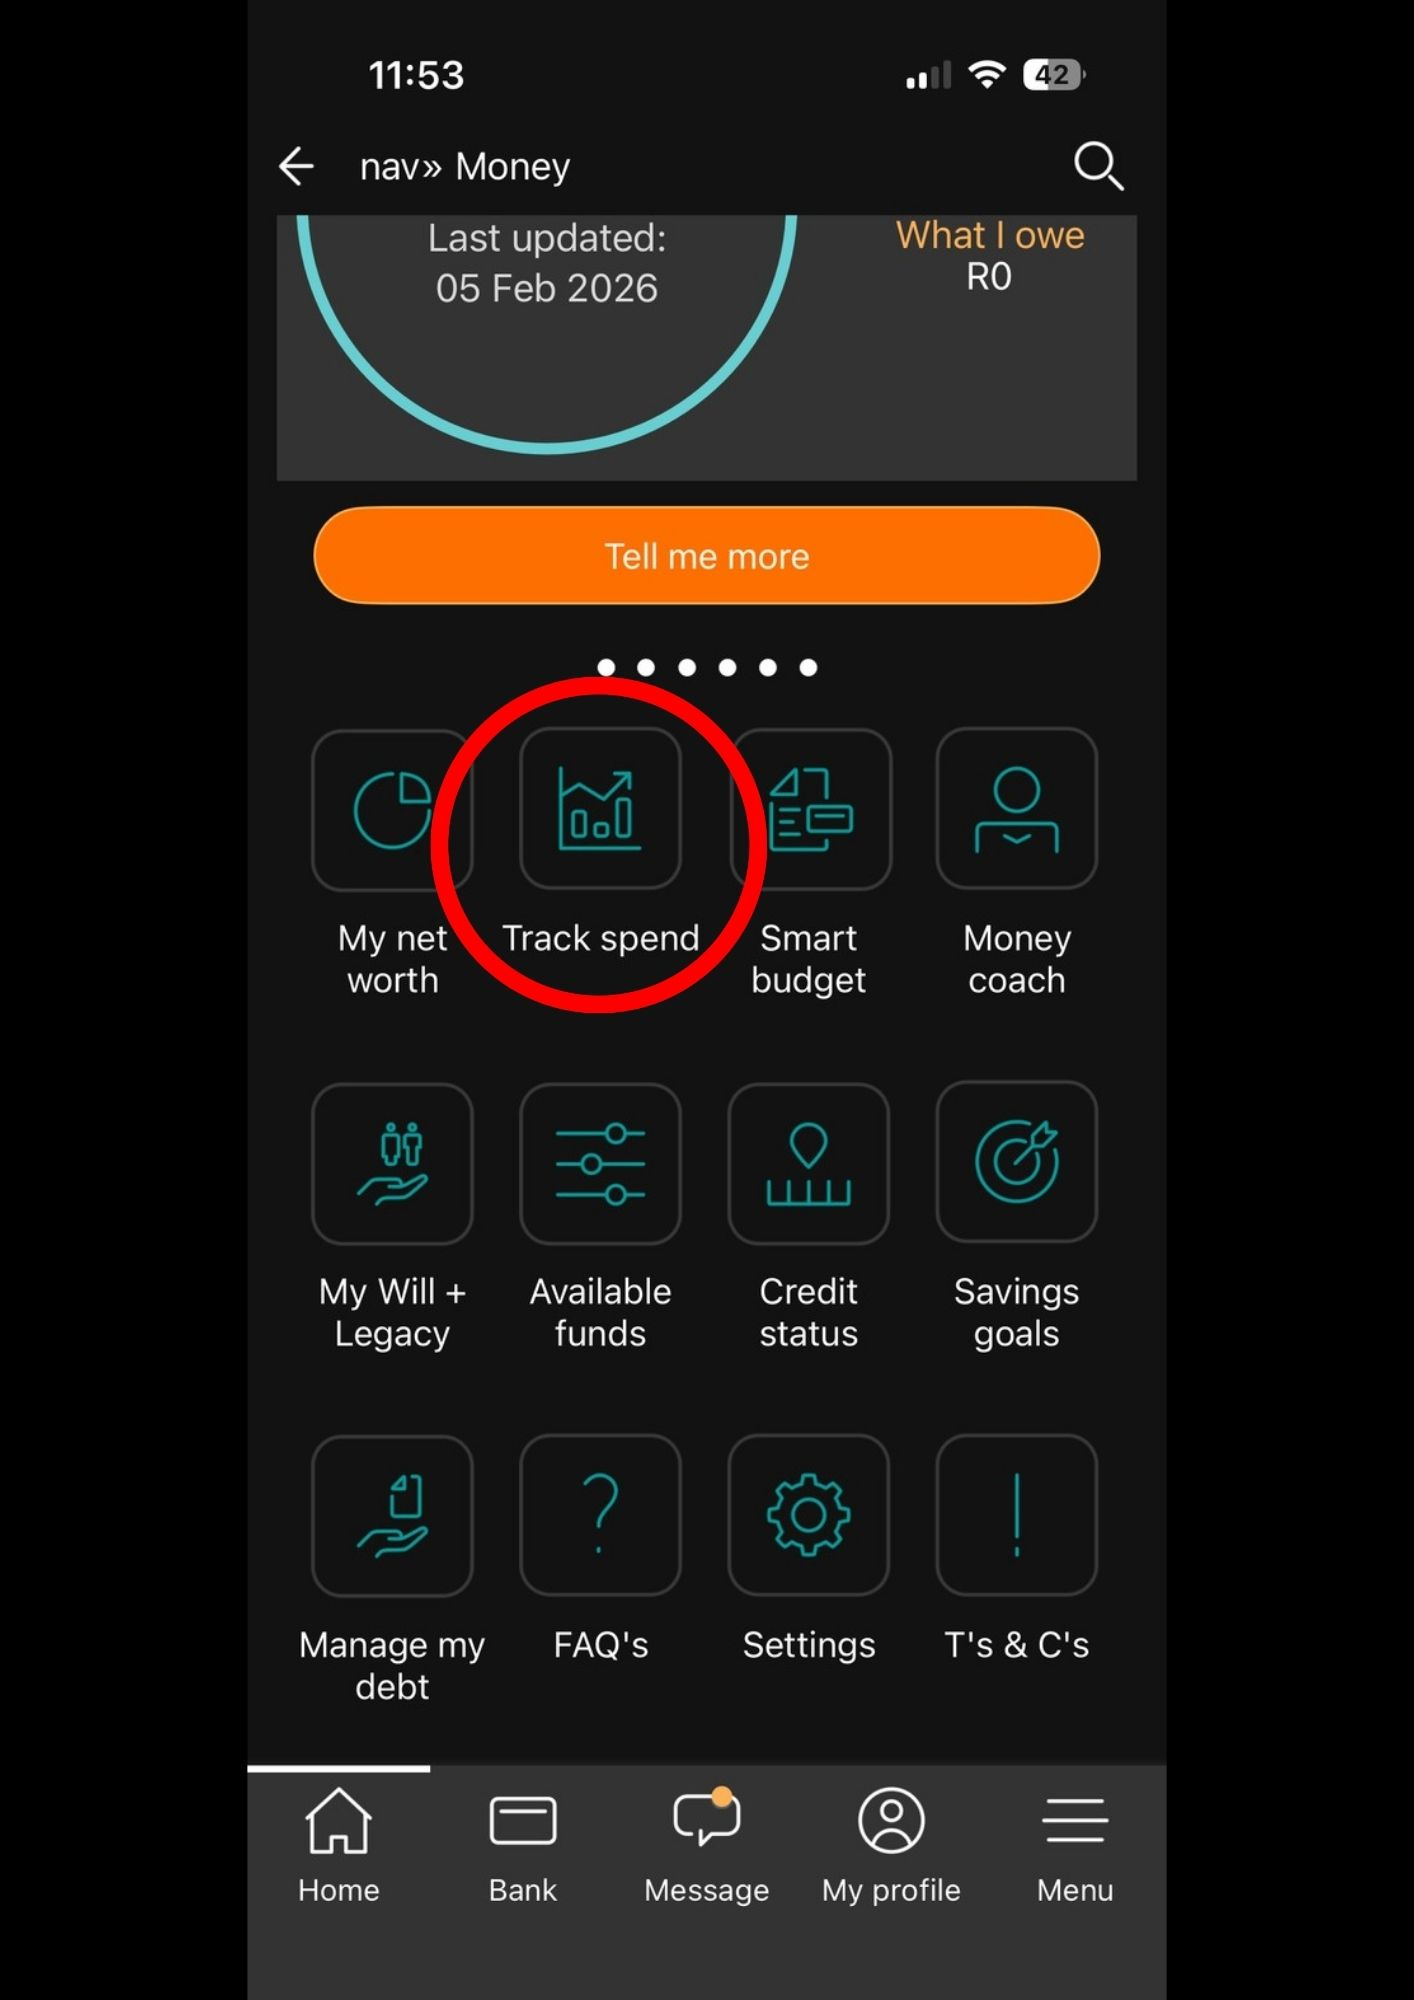 11:53
42
nav» Money
Last updated:
05 Feb 2026
What I owe
R0
Tell me more
My net
worth
Track spend
Smart
budget
Money
coach
My Will +
Legacy
Available
funds
Credit
status
Savings
goals
Manage my
debt
FAQ's
Settings
T's & C's
Home
Bank
Message
My profile
Menu